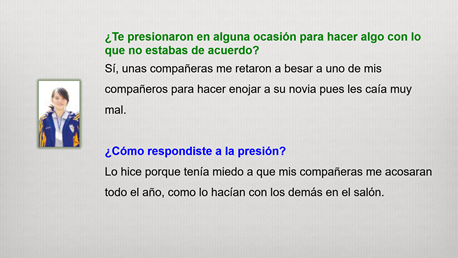 ¿Te presionaron en alguna ocasión para hacer algo con lo
que no estabas de acuerdo?
Sí, unas compañeras me retaron a besar a uno de mis
compañeros para hacer enojar a su novia pues les caía muy
mal.
¿Cómo respondiste a la presión?
Lo hice porque tenía miedo a que mis compañeras me acosaran
todo el año, como lo hacían con los demás en el salón.